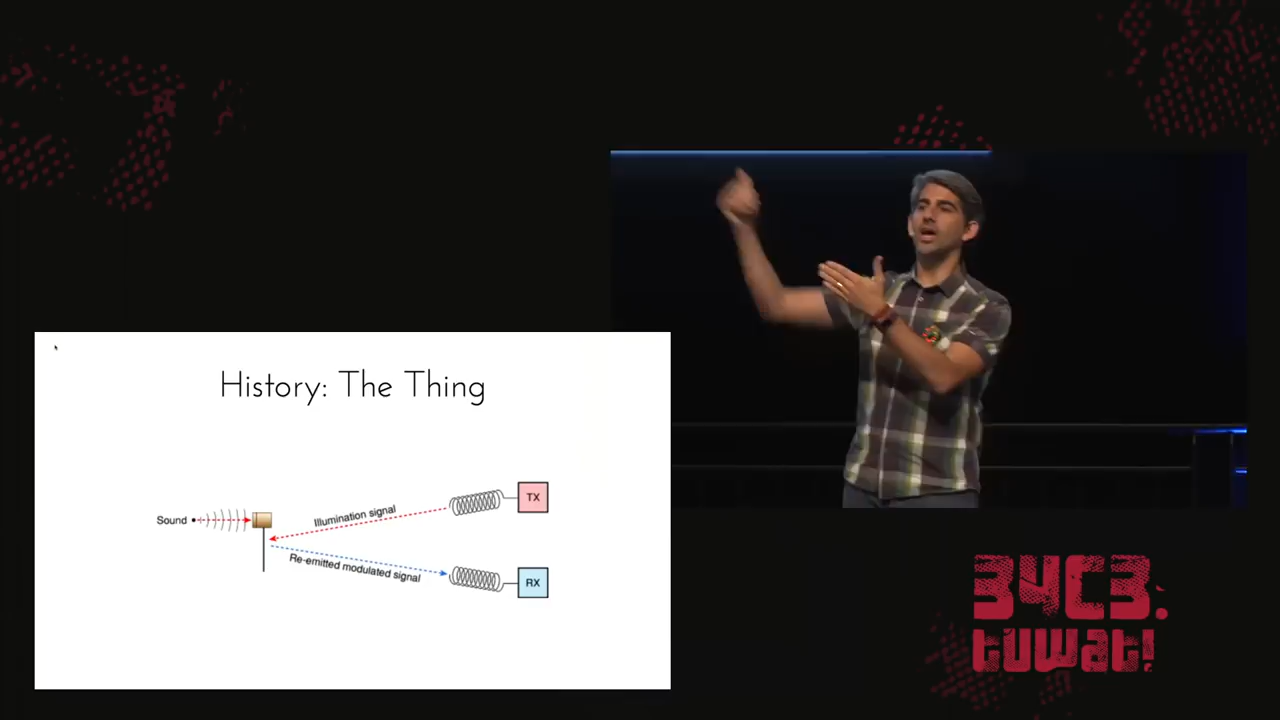 History: The Thing
Sound
Illumination signal
TX
Re-emitted modulated signal
RX
34C3.
tuwat!